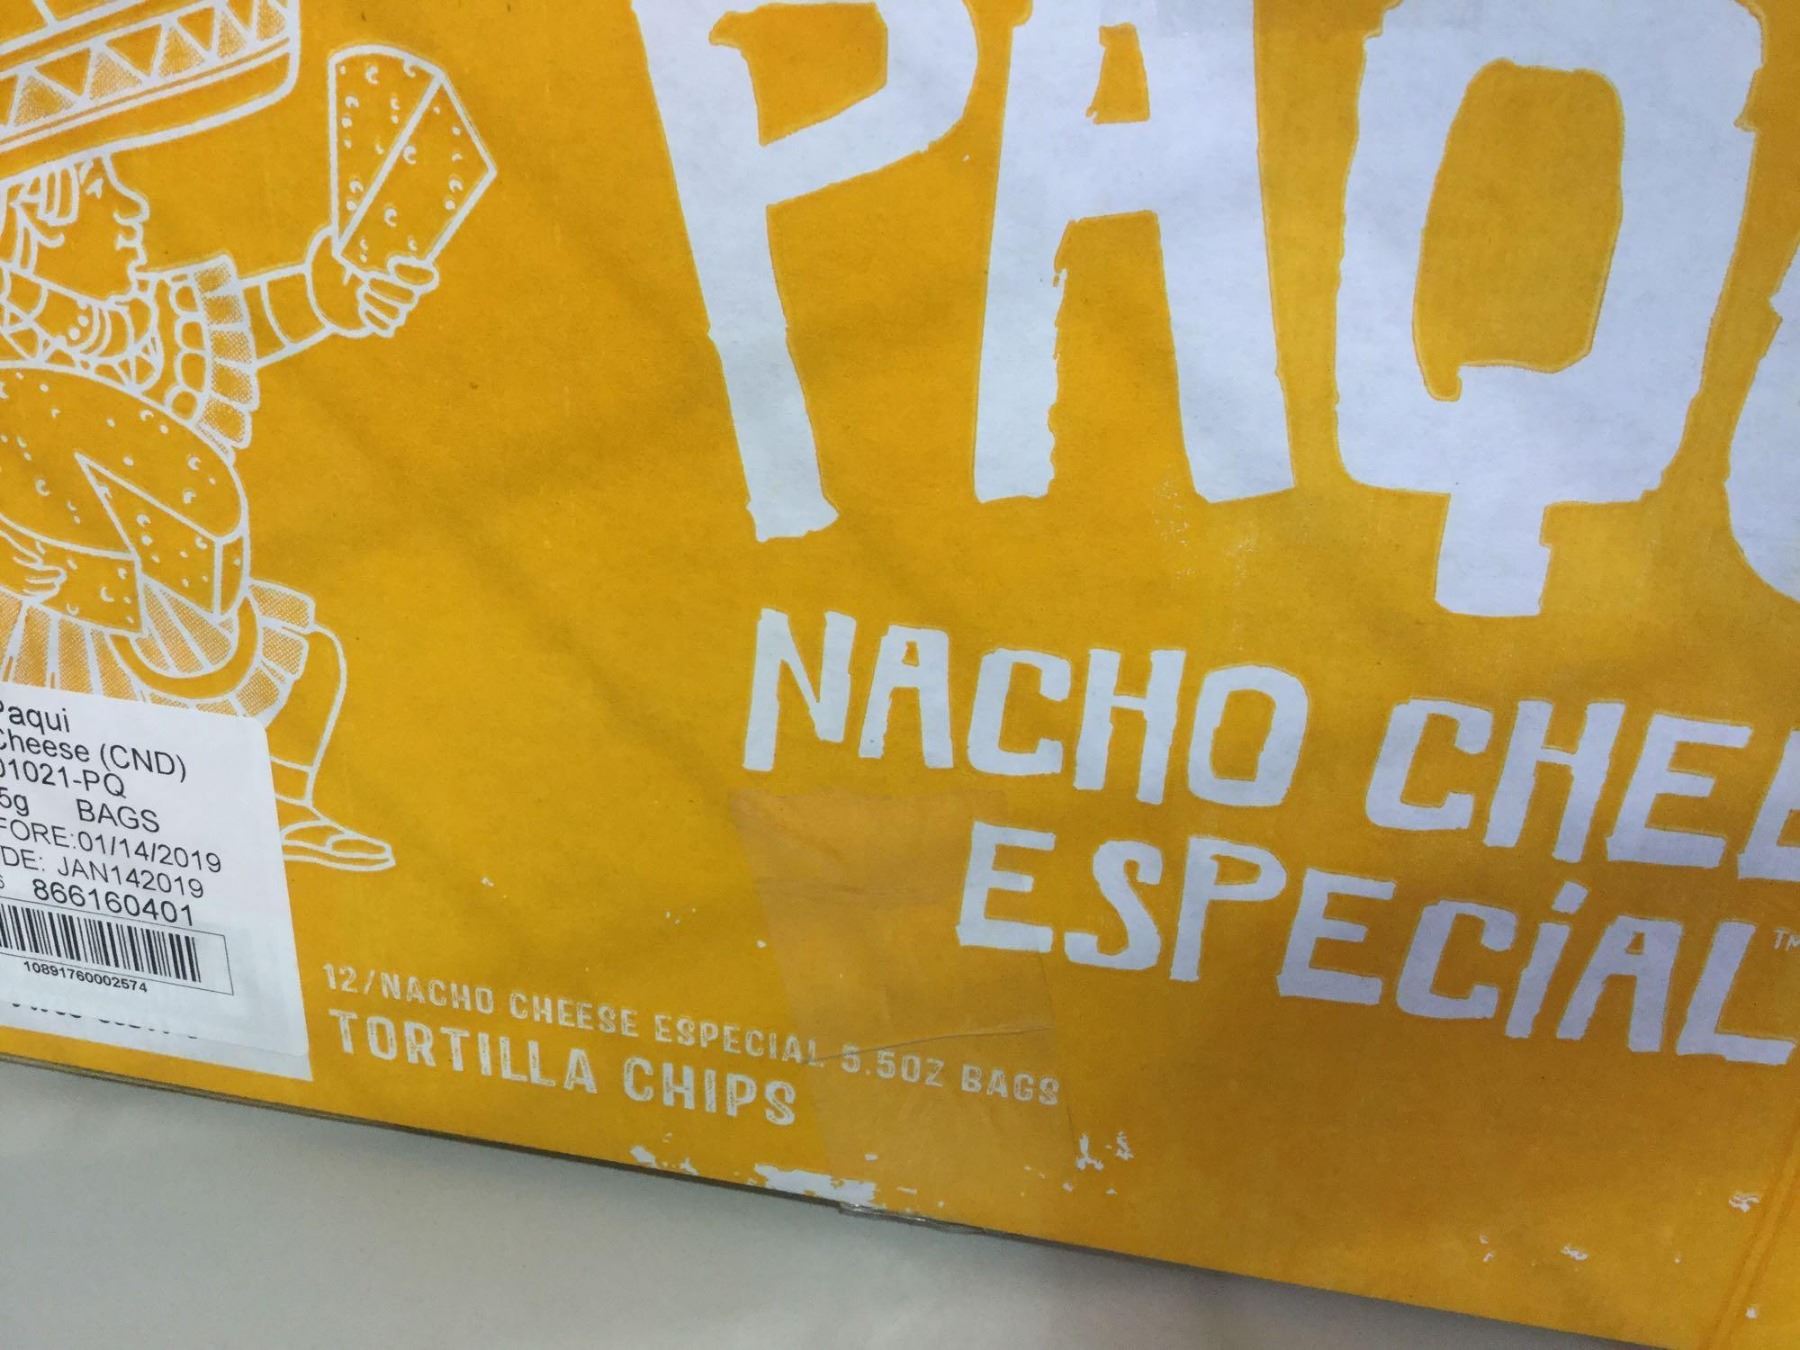 PAQ
NACHO CHEE
ESPECiAL™
Paqui
Cheese (CND)
01021-PQ
5g BAGS
FORE:01/14/2019
DE: JAN142019
866160401
10891760002574
12/NACHO CHEESE ESPECIAL 5.5OZ BAGS
TORTILLA CHIPS